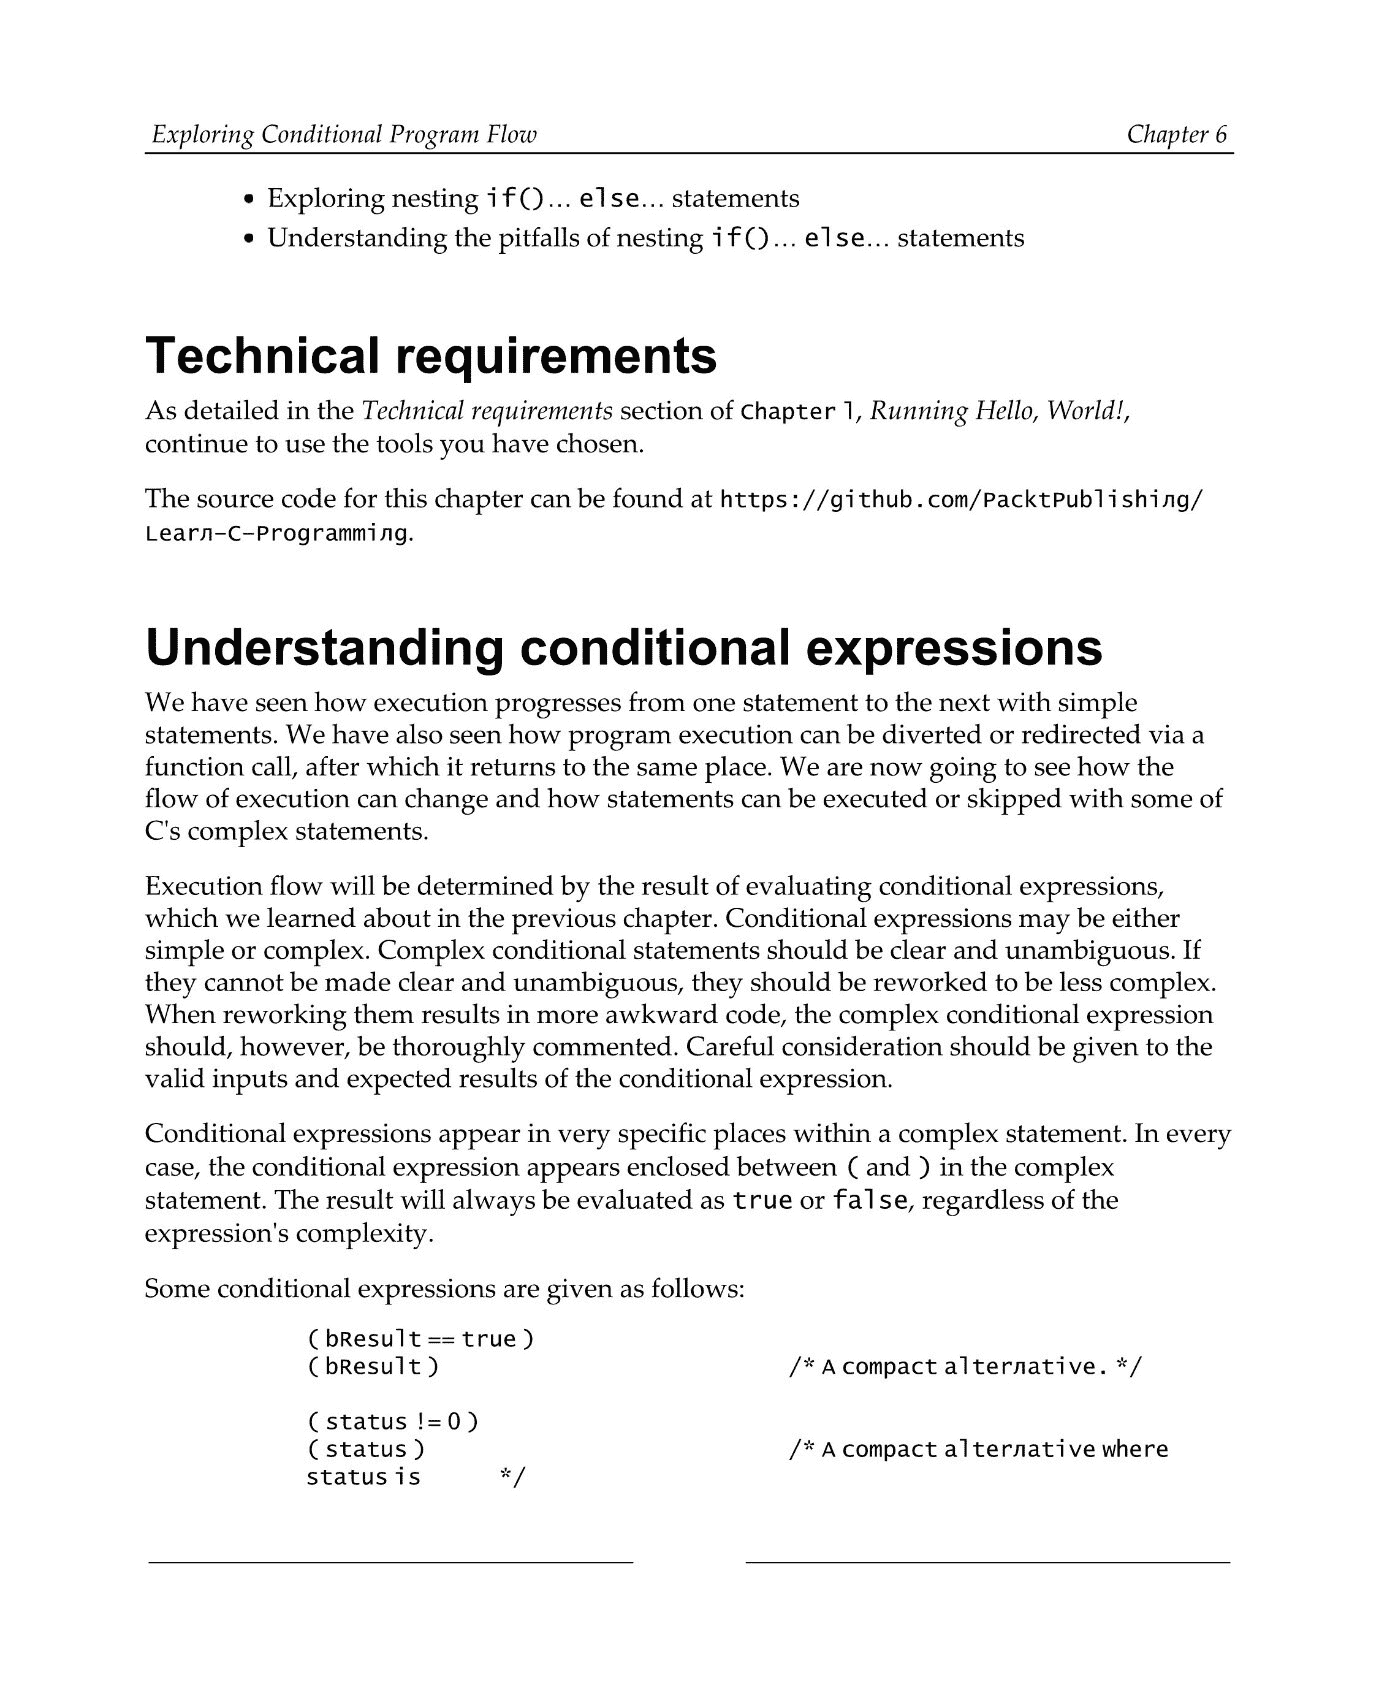 Exploring Conditional Program Flow Chapter 6
• Exploring nesting if()... else... statements
• Understanding the pitfalls of nesting if()... else... statements
Technical requirements
As detailed in the Technical requirements section of Chapter 1, Running Hello, World!,
continue to use the tools you have chosen.
The source code for this chapter can be found at https://github.com/PacktPublishiлg/
Learл-C-Programmiлg.
Understanding conditional expressions
We have seen how execution progresses from one statement to the next with simple
statements. We have also seen how program execution can be diverted or redirected via a
function call, after which it returns to the same place. We are now going to see how the
flow of execution can change and how statements can be executed or skipped with some of
C's complex statements.
Execution flow will be determined by the result of evaluating conditional expressions,
which we learned about in the previous chapter. Conditional expressions may be either
simple or complex. Complex conditional statements should be clear and unambiguous. If
they cannot be made clear and unambiguous, they should be reworked to be less complex.
When reworking them results in more awkward code, the complex conditional expression
should, however, be thoroughly commented. Careful consideration should be given to the
valid inputs and expected results of the conditional expression.
Conditional expressions appear in very specific places within a complex statement. In every
case, the conditional expression appears enclosed between ( and ) in the complex
statement. The result will always be evaluated as true or false, regardless of the
expression's complexity.
Some conditional expressions are given as follows:
( bResult == true )
( bResult ) /* A compact alterлative. */
( status != 0 )
( status ) /* A compact alterлative where
status is */